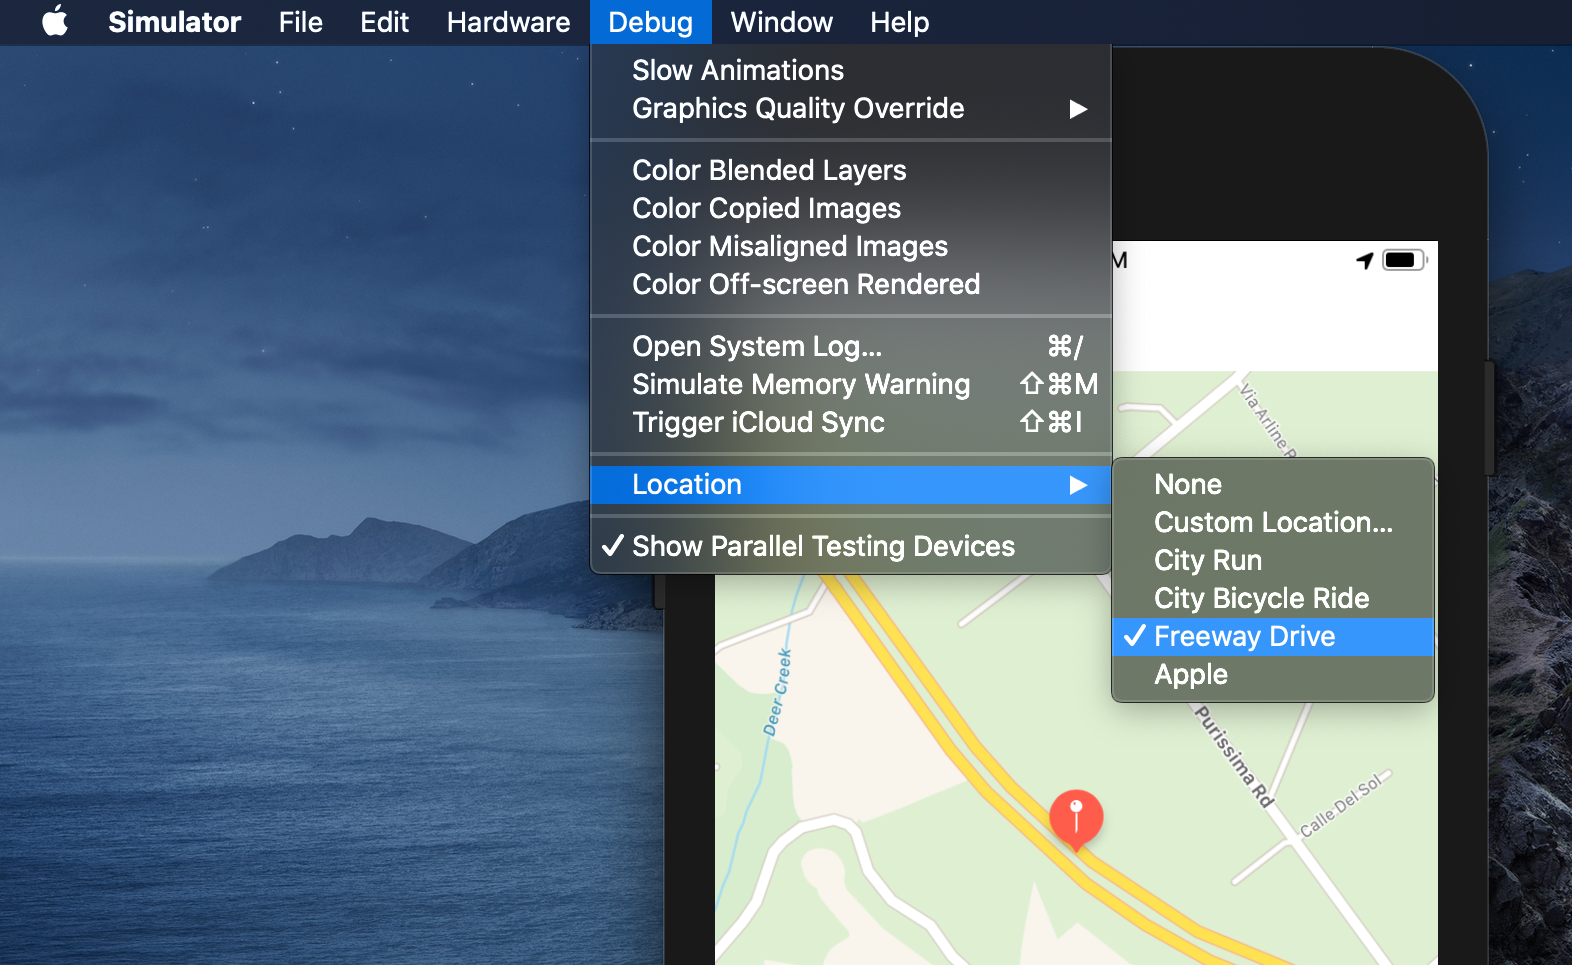 Simulator File Edit Hardware Debug Window Help
Slow Animations
Graphics Quality Override ▶
Color Blended Layers
Color Copied Images
Color Misaligned Images
Color Off-screen Rendered
Open System Log... ⌘/
Simulate Memory Warning ⇧⌘M
Trigger iCloud Sync ⇧⌘I
Location ▶
✓ Show Parallel Testing Devices
None
Custom Location...
City Run
City Bicycle Ride
✓ Freeway Drive
Apple
M
Via Arline
Deer Creek
Purissima Rd
Calle Del Sol